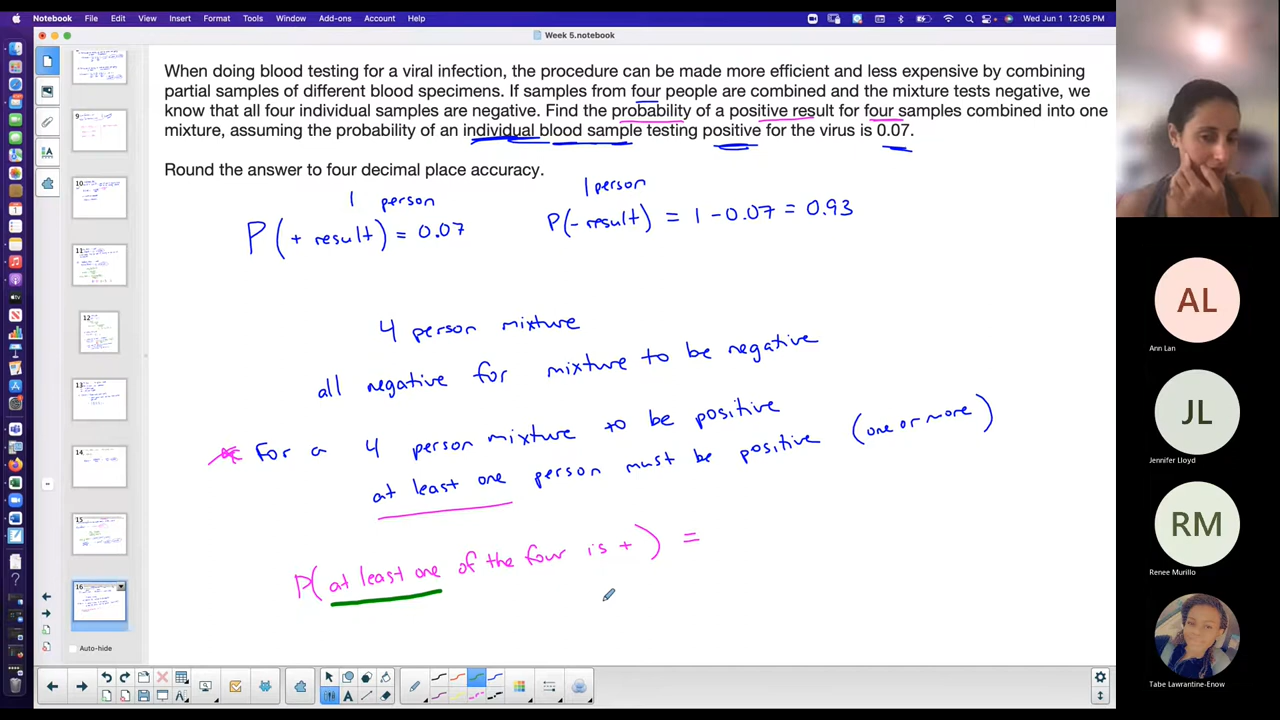 Notebook File Edit View Insert Format Tools Window Add-ons Account Help
Wed Jun 1 12:05 PM
Week 5.notebook
When doing blood testing for a viral infection, the procedure can be made more efficient and less expensive by combining
partial samples of different blood specimens. If samples from four people are combined and the mixture tests negative, we
know that all four individual samples are negative. Find the probability of a positive result for four samples combined into one
mixture, assuming the probability of an individual blood sample testing positive for the virus is 0.07.
Round the answer to four decimal place accuracy.
1 person
P(+ result) = 0.07
1 person
P(- result) = 1 - 0.07 = 0.93
4 person mixture
all negative for mixture to be negative
* For a 4 person mixture to be positive
at least one person must be positive (one or more)
P(at least one of the four is +) =
9
10
11
12
13
14
15
16
Auto-hide
AL
Ann Lan
JL
Jennifer Lloyd
RM
Renee Murillo
Tabe Lawrantine-Enow